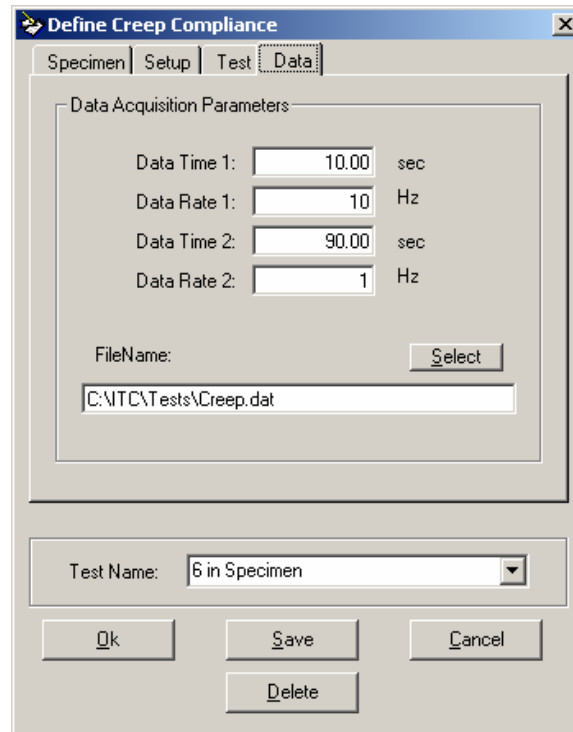 Define Creep Compliance
Specimen Setup Test Data
Data Acquisition Parameters
Data Time 1: 10.00 sec
Data Rate 1: 10 Hz
Data Time 2: 90.00 sec
Data Rate 2: 1 Hz
FileName: Select
C:\ITC\Tests\Creep.dat
Test Name: 6 in Specimen
Ok Save Cancel
Delete